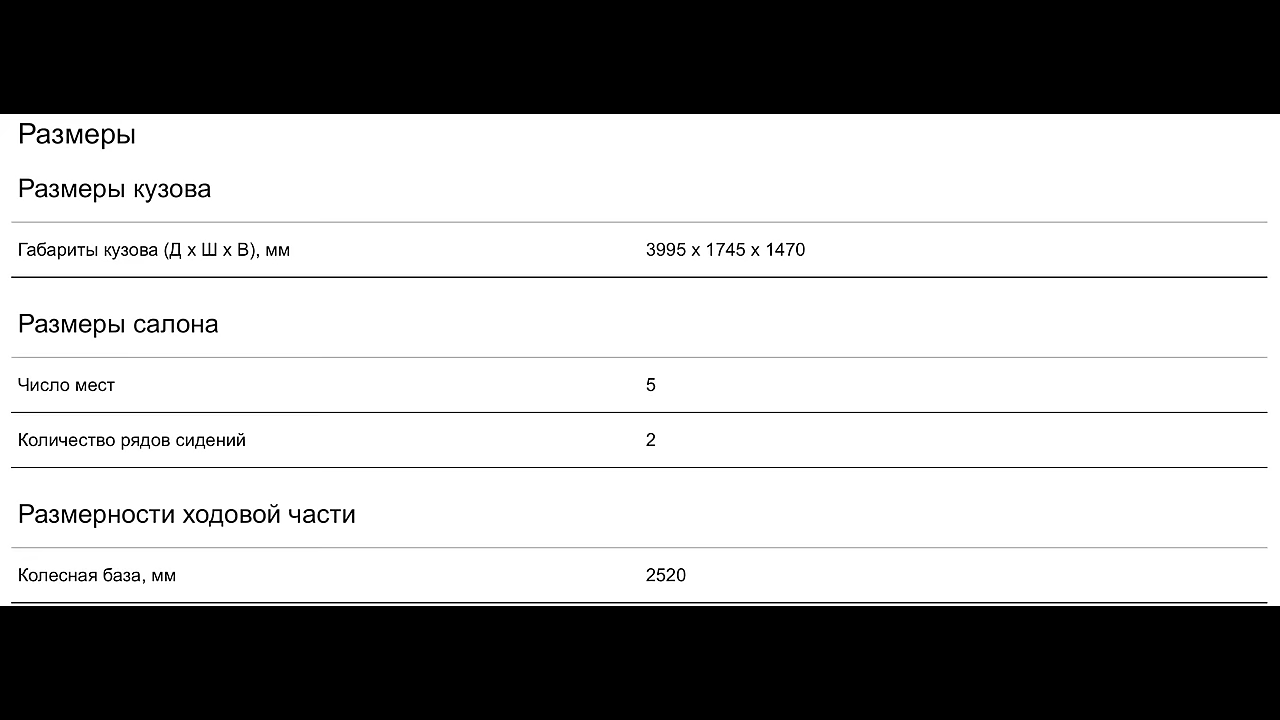 Размеры
Размеры кузова
Габариты кузова (Д x Ш x В), мм 3995 x 1745 x 1470
Размеры салона
Число мест 5
Количество рядов сидений 2
Размерности ходовой части
Колесная база, мм 2520